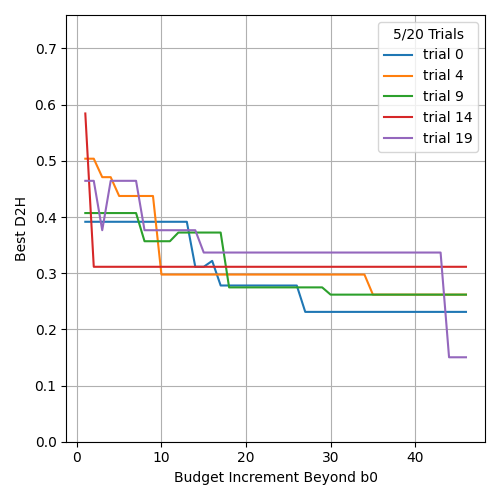 5/20 Trials
trial 0
trial 4
trial 9
trial 14
trial 19
Best D2H
0.7
0.6
0.5
0.4
0.3
0.2
0.1
0.0
0 10 20 30 40
Budget Increment Beyond b0